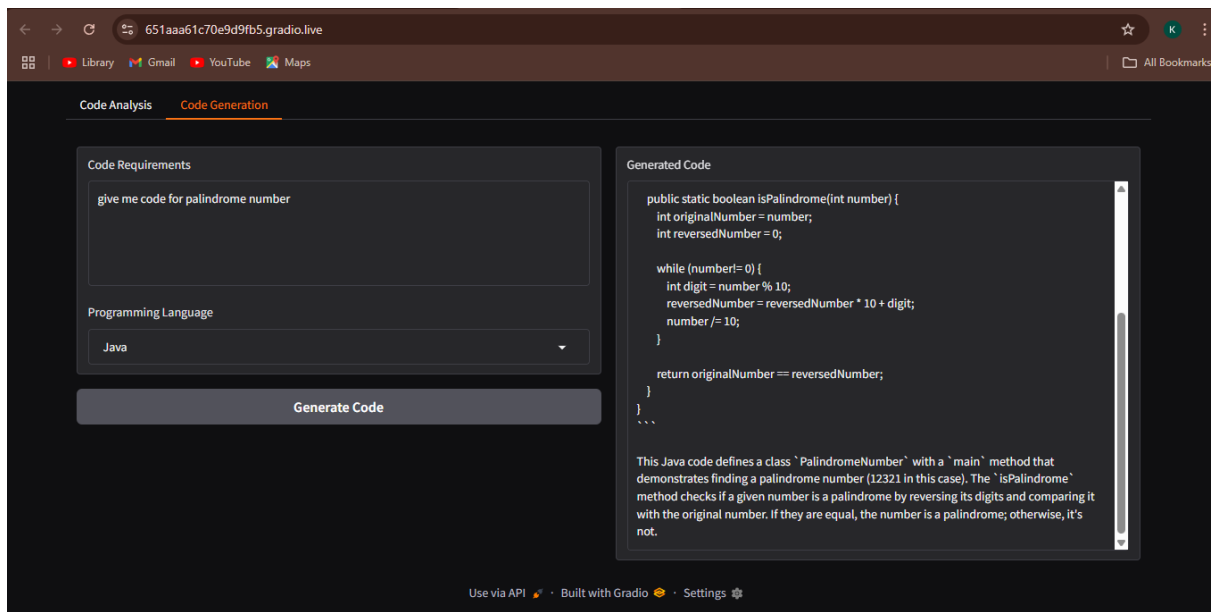 651aaa61c70e9d9fb5.gradio.live
K
Library Gmail YouTube Maps
All Bookmarks
Code Analysis Code Generation
Code Requirements
give me code for palindrome number
Programming Language
Java
Generate Code
Generated Code
public static boolean isPalindrome(int number) {
int originalNumber = number;
int reversedNumber = 0;
while (number!= 0) {
int digit = number % 10;
reversedNumber = reversedNumber * 10 + digit;
number /= 10;
}
return originalNumber == reversedNumber;
}
}
```
This Java code defines a class `PalindromeNumber` with a `main` method that
demonstrates finding a palindrome number (12321 in this case). The `isPalindrome`
method checks if a given number is a palindrome by reversing its digits and comparing it
with the original number. If they are equal, the number is a palindrome; otherwise, it's
not.
Use via API · Built with Gradio · Settings